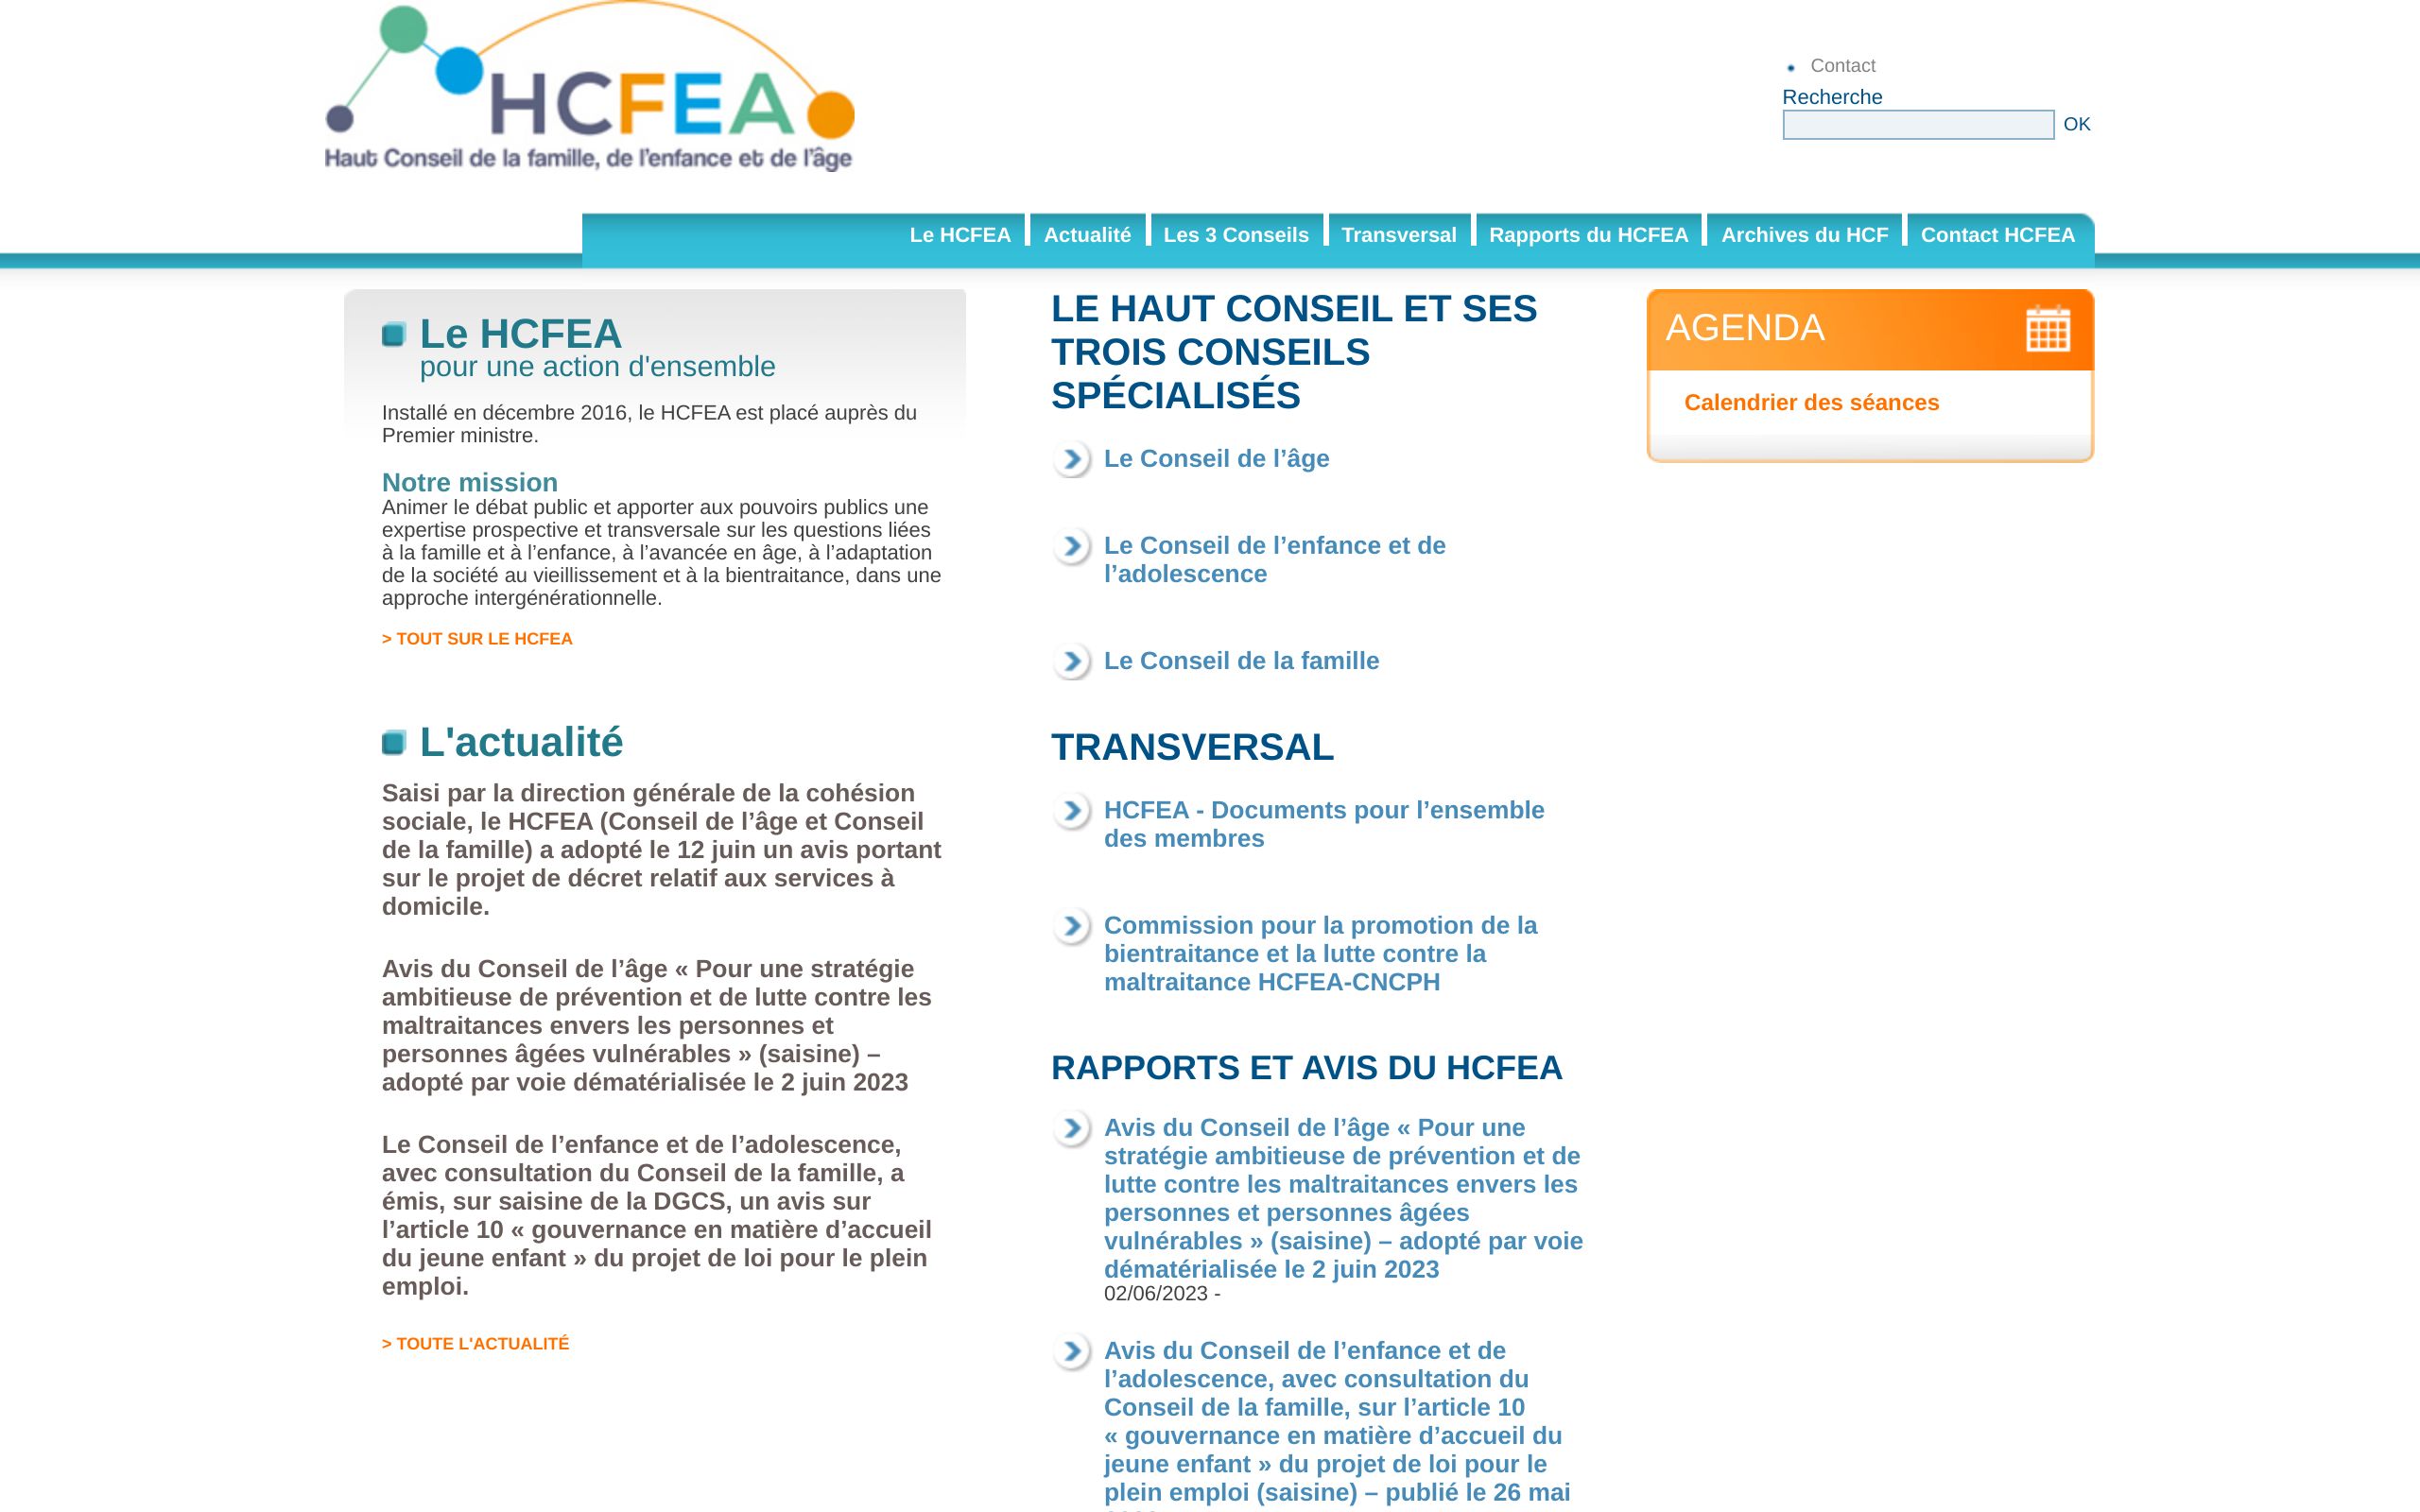 HCFEA
Haut Conseil de la famille, de l'enfance et de l'âge
Contact
Recherche
OK
Le HCFEA
Actualité
Les 3 Conseils
Transversal
Rapports du HCFEA
Archives du HCF
Contact HCFEA
Le HCFEA
pour une action d'ensemble
Installé en décembre 2016, le HCFEA est placé auprès du
Premier ministre.
Notre mission
Animer le débat public et apporter aux pouvoirs publics une
expertise prospective et transversale sur les questions liées
à la famille et à l’enfance, à l’avancée en âge, à l’adaptation
de la société au vieillissement et à la bientraitance, dans une
approche intergénérationnelle.
> TOUT SUR LE HCFEA
L'actualité
Saisi par la direction générale de la cohésion
sociale, le HCFEA (Conseil de l’âge et Conseil
de la famille) a adopté le 12 juin un avis portant
sur le projet de décret relatif aux services à
domicile.
Avis du Conseil de l’âge « Pour une stratégie
ambitieuse de prévention et de lutte contre les
maltraitances envers les personnes et
personnes âgées vulnérables » (saisine) –
adopté par voie dématérialisée le 2 juin 2023
Le Conseil de l’enfance et de l’adolescence,
avec consultation du Conseil de la famille, a
émis, sur saisine de la DGCS, un avis sur
l’article 10 « gouvernance en matière d’accueil
du jeune enfant » du projet de loi pour le plein
emploi.
> TOUTE L'ACTUALITÉ
LE HAUT CONSEIL ET SES
TROIS CONSEILS
SPÉCIALISÉS
Le Conseil de l’âge
Le Conseil de l’enfance et de
l’adolescence
Le Conseil de la famille
TRANSVERSAL
HCFEA - Documents pour l’ensemble
des membres
Commission pour la promotion de la
bientraitance et la lutte contre la
maltraitance HCFEA-CNCPH
RAPPORTS ET AVIS DU HCFEA
Avis du Conseil de l’âge « Pour une
stratégie ambitieuse de prévention et de
lutte contre les maltraitances envers les
personnes et personnes âgées
vulnérables » (saisine) – adopté par voie
dématérialisée le 2 juin 2023
02/06/2023 -
Avis du Conseil de l’enfance et de
l’adolescence, avec consultation du
Conseil de la famille, sur l’article 10
« gouvernance en matière d’accueil du
jeune enfant » du projet de loi pour le
plein emploi (saisine) – publié le 26 mai
AGENDA
Calendrier des séances